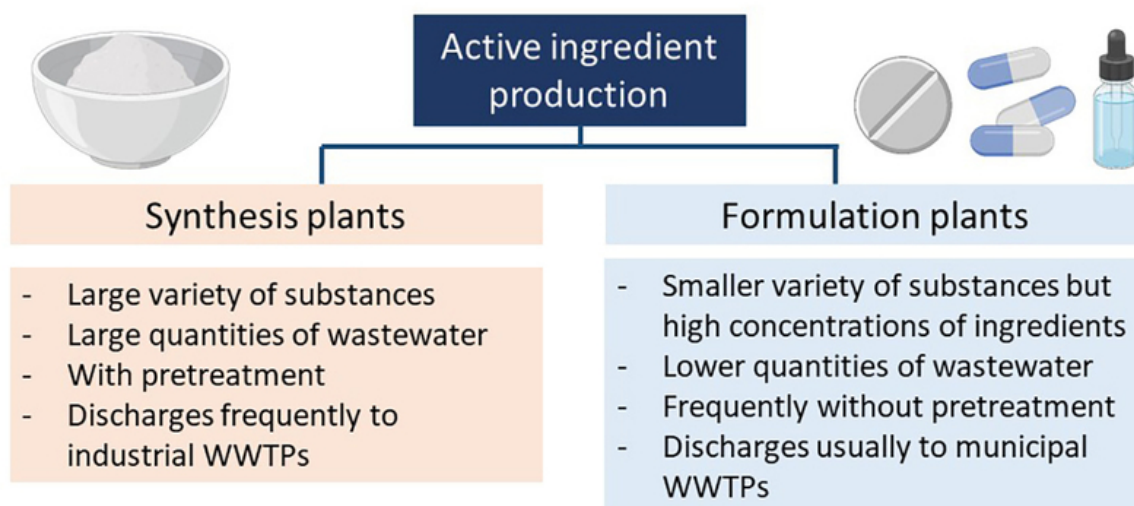 Active ingredient
production
Synthesis plants
- Large variety of substances
- Large quantities of wastewater
- With pretreatment
- Discharges frequently to
industrial WWTPs
Formulation plants
- Smaller variety of substances but
high concentrations of ingredients
- Lower quantities of wastewater
- Frequently without pretreatment
- Discharges usually to municipal
WWTPs